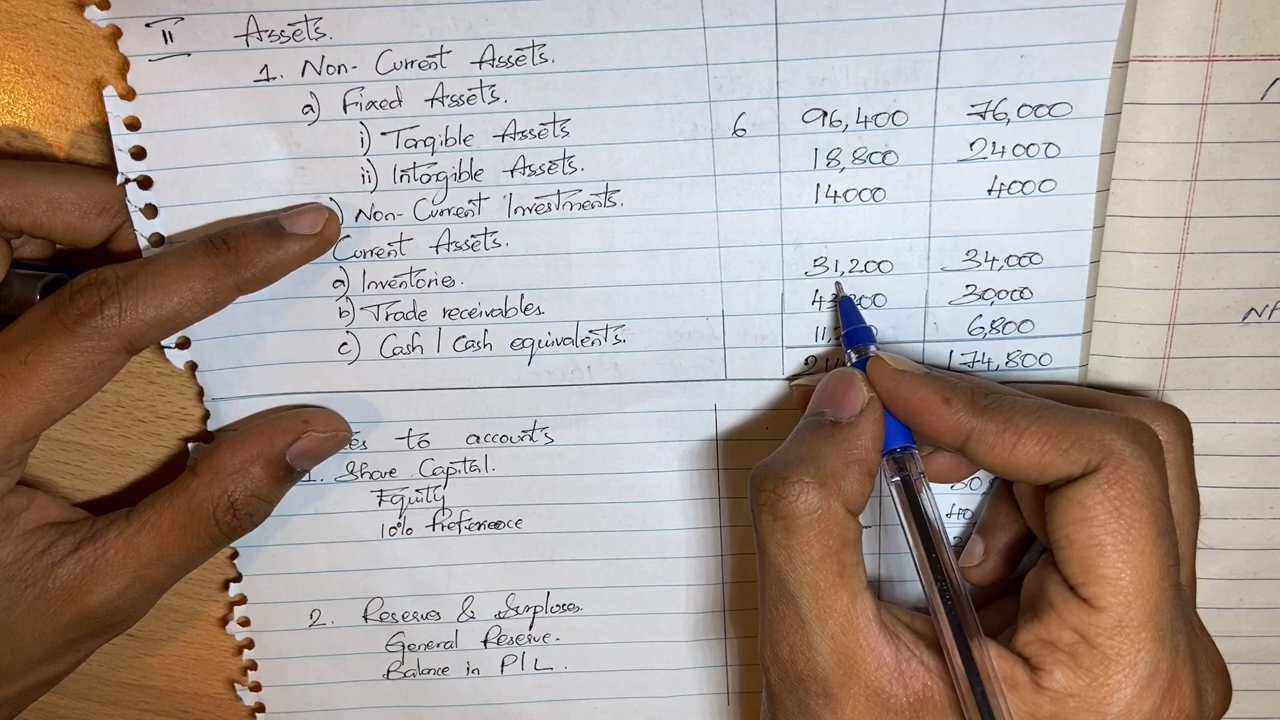 II Assets.
1. Non-Current Assets.
a) Fixed Assets.
i) Tangible Assets 6 96,400 76,000
ii) Intangible Assets. 18,800 24000
) Non-Current Investments. 14000 4000
Current Assets.
a) Inventories. 31,200 34,000
b) Trade receivables. 30,000
c) Cash / Cash equivalents. 6,800
174,800
to accounts
1. Share Capital.
Equity
10% Preference
2. Reserves & Surpluses.
General Reserve.
Balance in P/L.